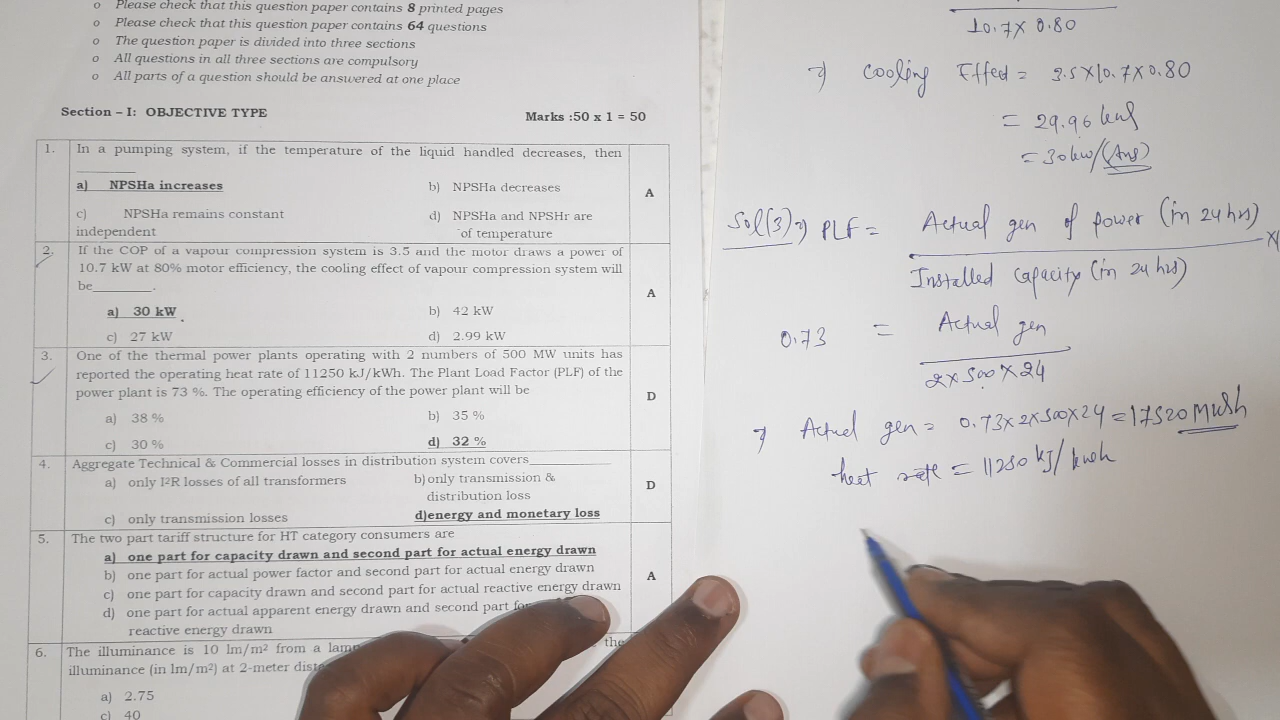 o Please check that this question paper contains 8 printed pages
o Please check that this question paper contains 64 questions
o The question paper is divided into three sections
o All questions in all three sections are compulsory
o All parts of a question should be answered at one place
Section – I: OBJECTIVE TYPE Marks :50 x 1 = 50
1. In a pumping system, if the temperature of the liquid handled decreases, then
________
a) NPSHa increases b) NPSHa decreases
A
c) NPSHa remains constant d) NPSHa and NPSHr are
independent of temperature
2. If the COP of a vapour compression system is 3.5 and the motor draws a power of
10.7 kW at 80% motor efficiency, the cooling effect of vapour compression system will
be________.
A
a) 30 kW b) 42 kW
c) 27 kW d) 2.99 kW
3. One of the thermal power plants operating with 2 numbers of 500 MW units has
reported the operating heat rate of 11250 kJ/kWh. The Plant Load Factor (PLF) of the
power plant is 73 %. The operating efficiency of the power plant will be
D
a) 38 % b) 35 %
c) 30 % d) 32 %
4. Aggregate Technical & Commercial losses in distribution system covers__________
a) only I²R losses of all transformers b) only transmission &
D
distribution loss
c) only transmission losses d)energy and monetary loss
5. The two part tariff structure for HT category consumers are
a) one part for capacity drawn and second part for actual energy drawn
b) one part for actual power factor and second part for actual energy drawn
A
c) one part for capacity drawn and second part for actual reactive energy drawn
d) one part for actual apparent energy drawn and second part
reactive energy drawn
6. The illuminance is 10 lm/m² from a the
illuminance (in lm/m²) at 2-meter
a) 2.75
c) 40
10.7 x 0.80
⇒ Cooling Effect = 3.5 x 10.7 x 0.80
= 29.96 kW
= 30 kW (Ans)
Sol(3) ⇒ PLF = Actual gen of power (in 24 hrs)
Installed Capacity (in 24 hrs)
0.73 = Actual gen
2 x 500 x 24
⇒ Actual gen = 0.73 x 2 x 500 x 24 = 17520 MWh
heat rate = 11250 kJ/kwh